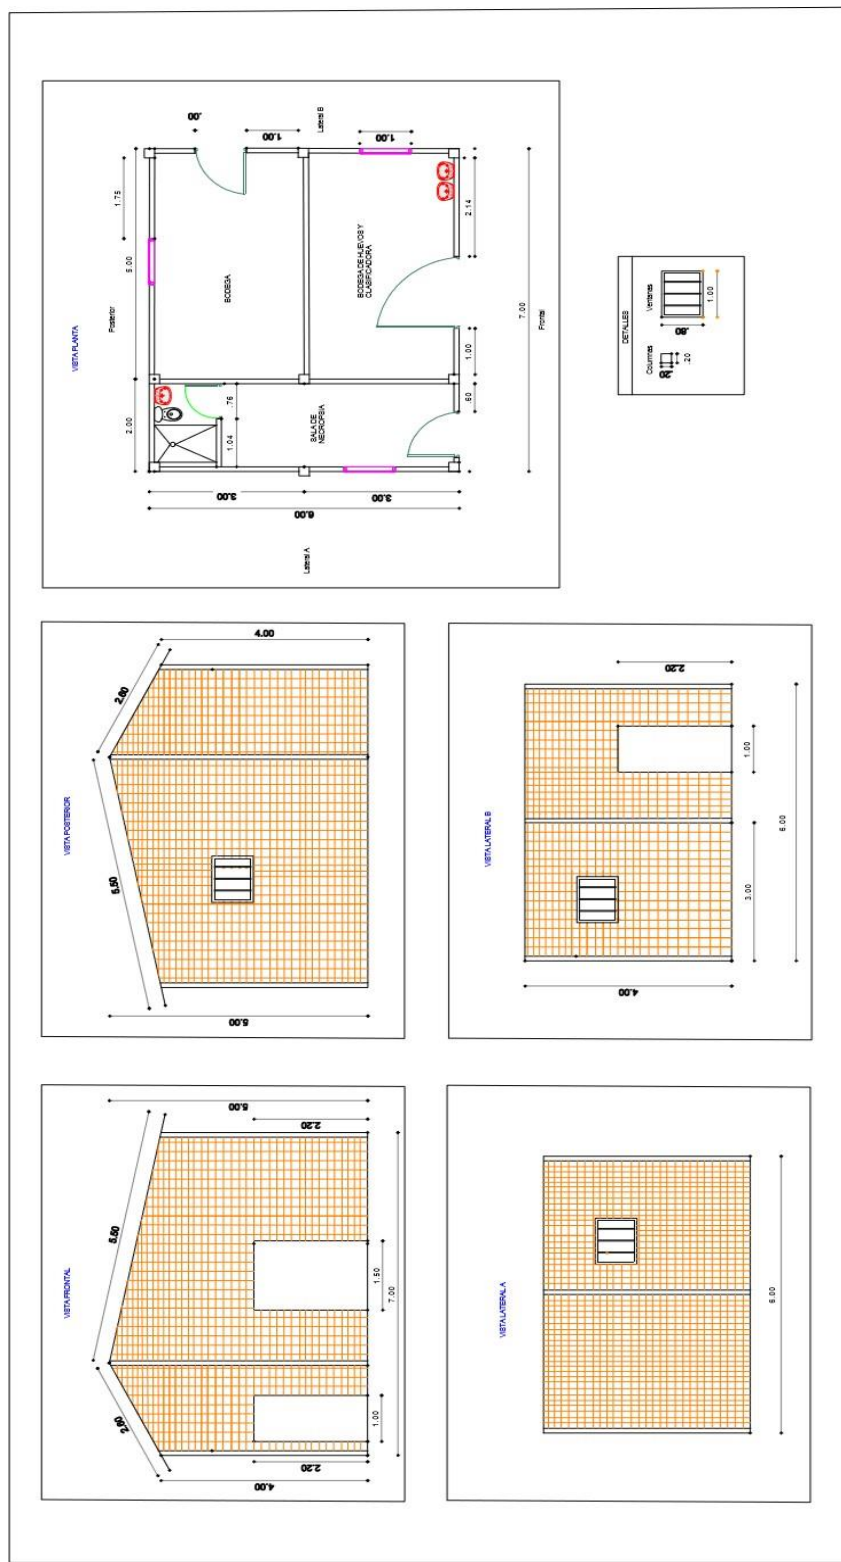 VISTA PLANTA
Posterior
Lateral B
Frontal
Lateral A
BODEGA
BODEGA DE HUEVOS Y
CLASIFICADORA
SALA DE
NECROPSIA
.00
1.00
1.00
1.75
5.00
2.00
2.14
1.00
7.00
.60
.76
1.04
3.00
3.00
6.00
DETALLES
Ventanas
Columnas
.80
1.00
.20
.20
VISTA POSTERIOR
4.00
2.60
5.50
5.00
VISTA LATERAL B
2.20
1.00
6.00
3.00
4.00
VISTA FRONTAL
5.00
5.50
2.60
2.20
1.50
7.00
1.00
2.20
4.00
VISTA LATERAL A
6.00